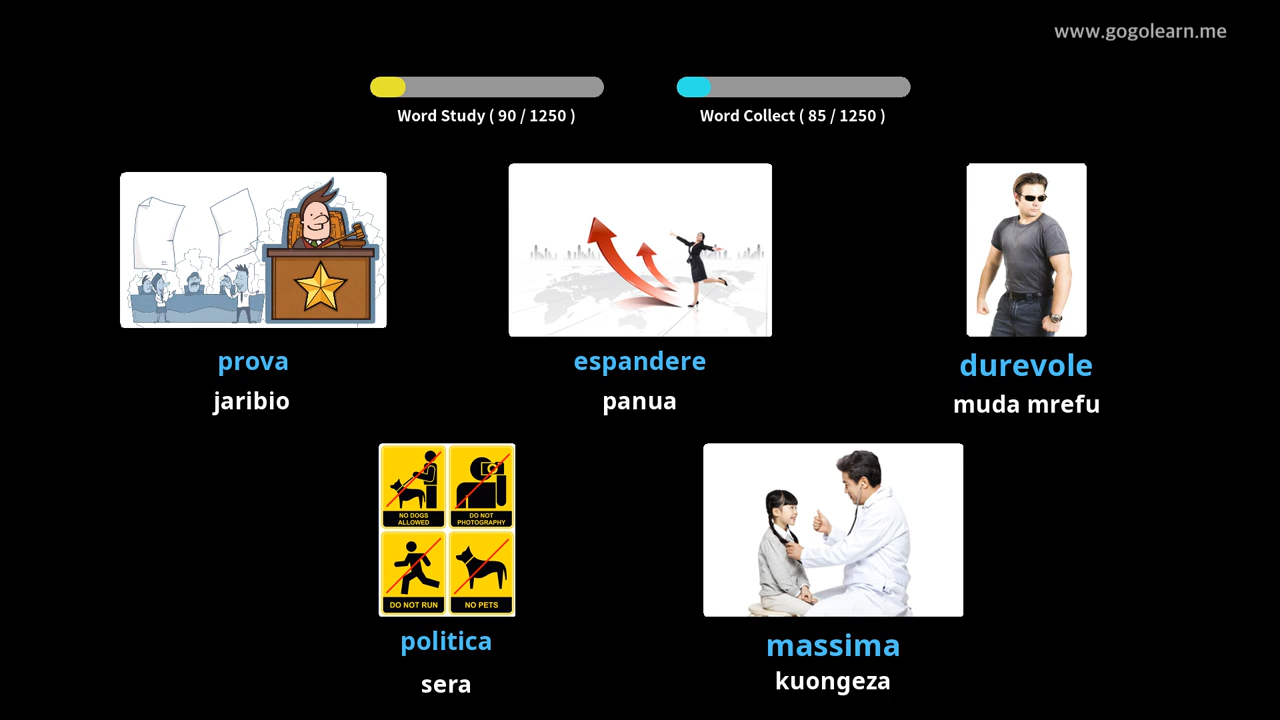 www.gogolearn.me
Word Study ( 90 / 1250 )
Word Collect ( 85 / 1250 )
prova
jaribio
espandere
panua
durevole
muda mrefu
NO DOGS
ALLOWED
DO NOT
PHOTOGRAPHY
DO NOT RUN
NO PETS
politica
sera
massima
kuongeza